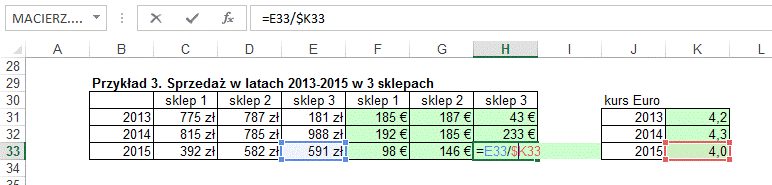 MACIERZ.... =E33/$K33
A B C D E F G H I J K L
28
29 Przykład 3. Sprzedaż w latach 2013-2015 w 3 sklepach
30 sklep 1 sklep 2 sklep 3 sklep 1 sklep 2 sklep 3 kurs Euro
31 2013 775 zł 787 zł 181 zł 185 € 187 € 43 € 2013 4,2
32 2014 815 zł 785 zł 988 zł 192 € 185 € 233 € 2014 4,3
33 2015 392 zł 582 zł 591 zł 98 € 146 € =E33/$K33 2015 4,0
34
35